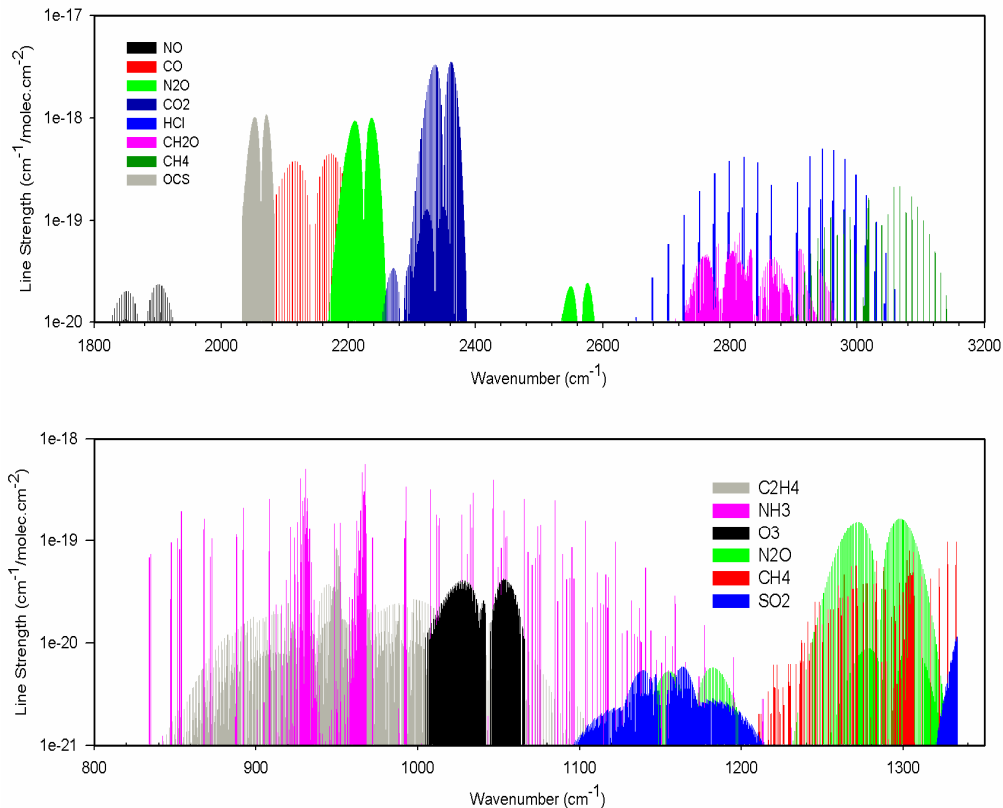 1e-17
1e-18
1e-19
1e-20
Line Strength (cm-1/molec.cm-2)
NO
CO
N2O
CO2
HCl
CH2O
CH4
OCS
1800 2000 2200 2400 2600 2800 3000 3200
Wavenumber (cm-1)
1e-18
1e-19
1e-20
1e-21
Line Strength (cm-1/molec.cm-2)
C2H4
NH3
O3
N2O
CH4
SO2
800 900 1000 1100 1200 1300
Wavenumber (cm-1)